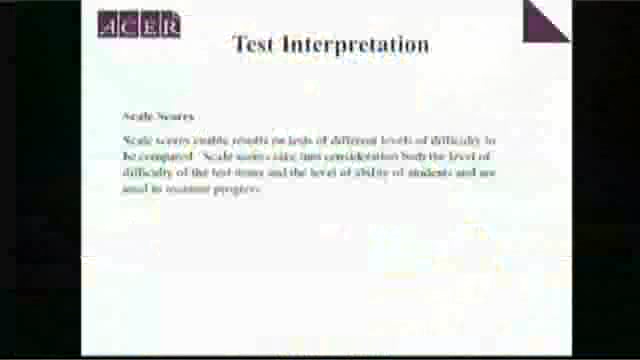 ACER
Test Interpretation
Scale Scores
Scale scores enable results on tests of different levels of difficulty to
be compared. Scale scores take into consideration both the level of
difficulty of the test items and the level of ability of students and are
used to monitor progress.